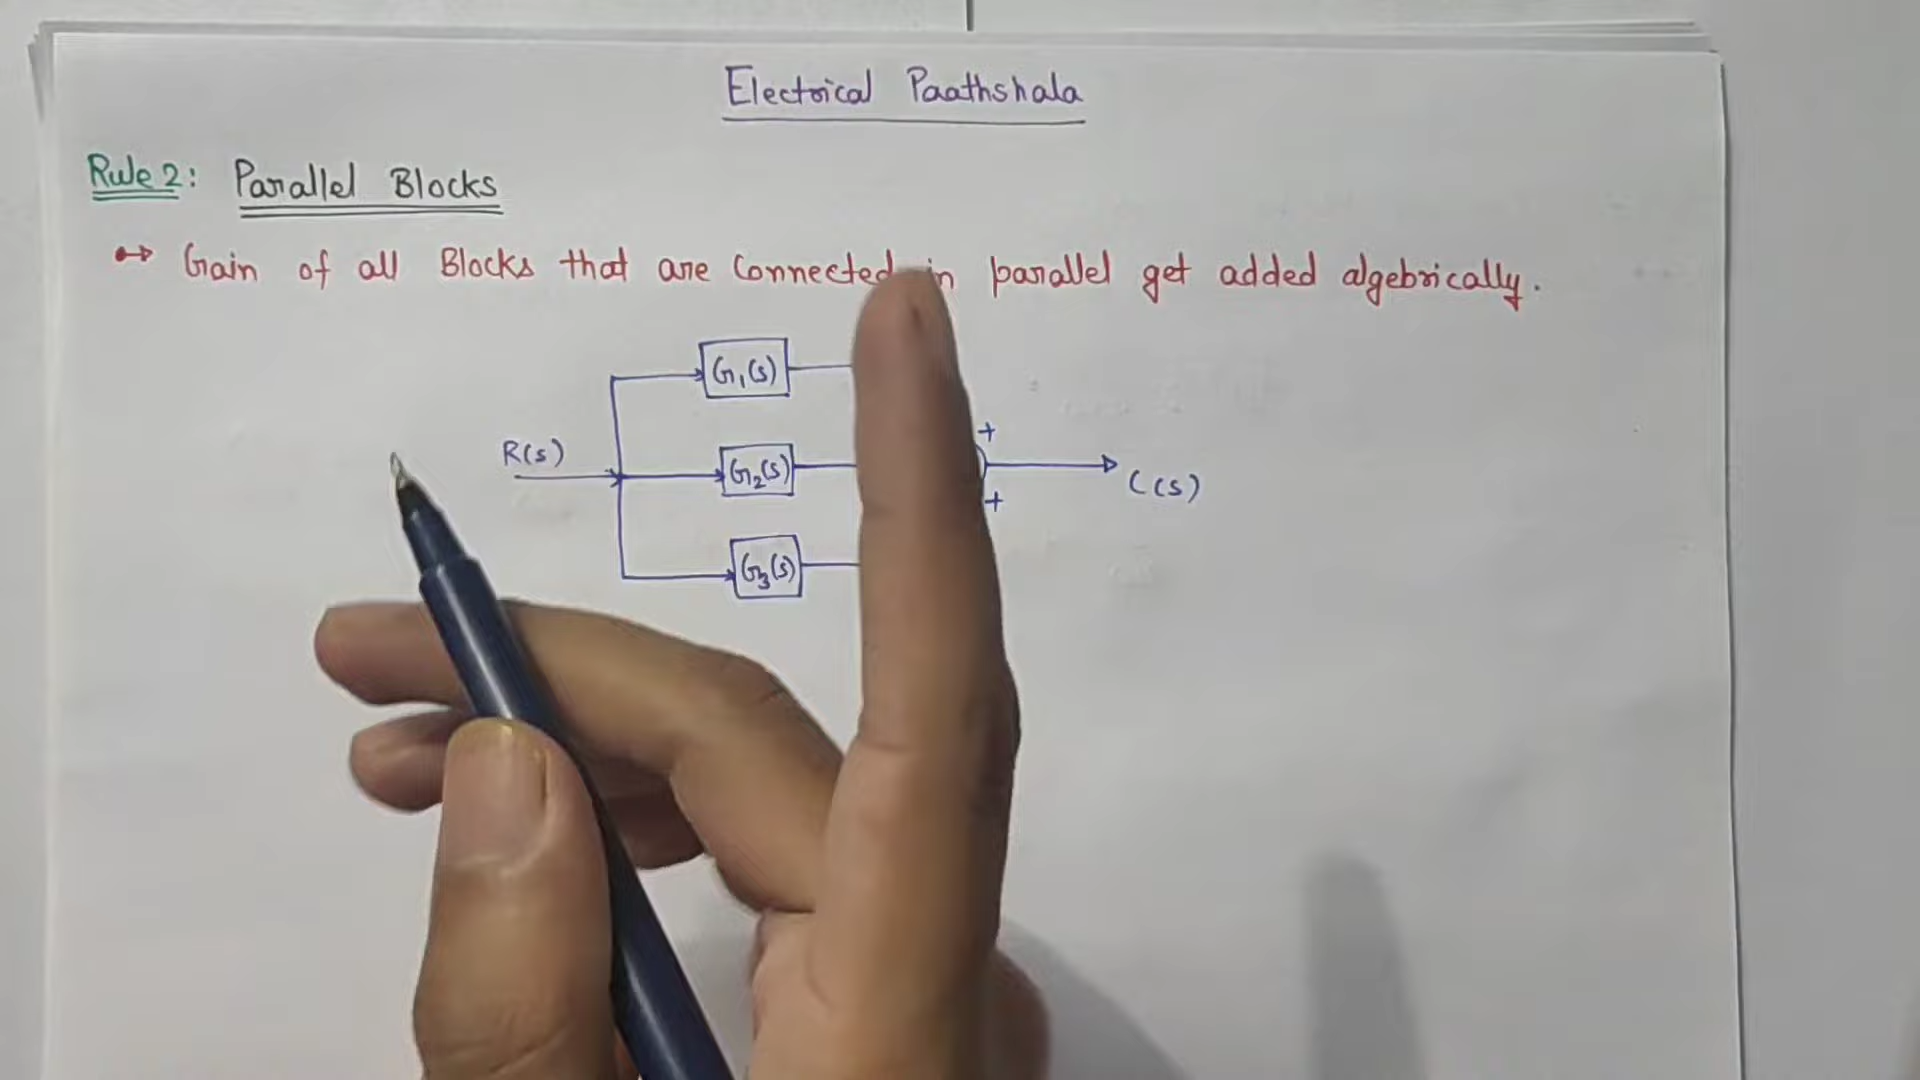 Electrical Paathshala
Rule 2: Parallel Blocks
Gain of all Blocks that are Connected in parallel get added algebrically.
G₁(s)
+
R(s) G₂(s) C(s)
+
G₃(s)